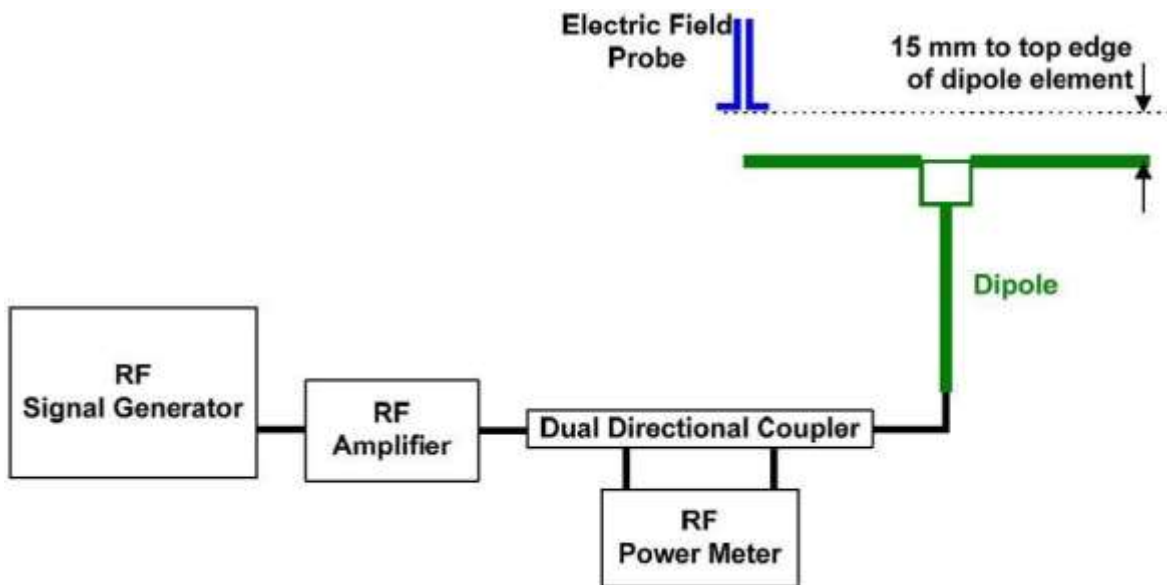 Electric Field
Probe
15 mm to top edge
of dipole element
Dipole
RF
Signal Generator
RF
Amplifier
Dual Directional Coupler
RF
Power Meter